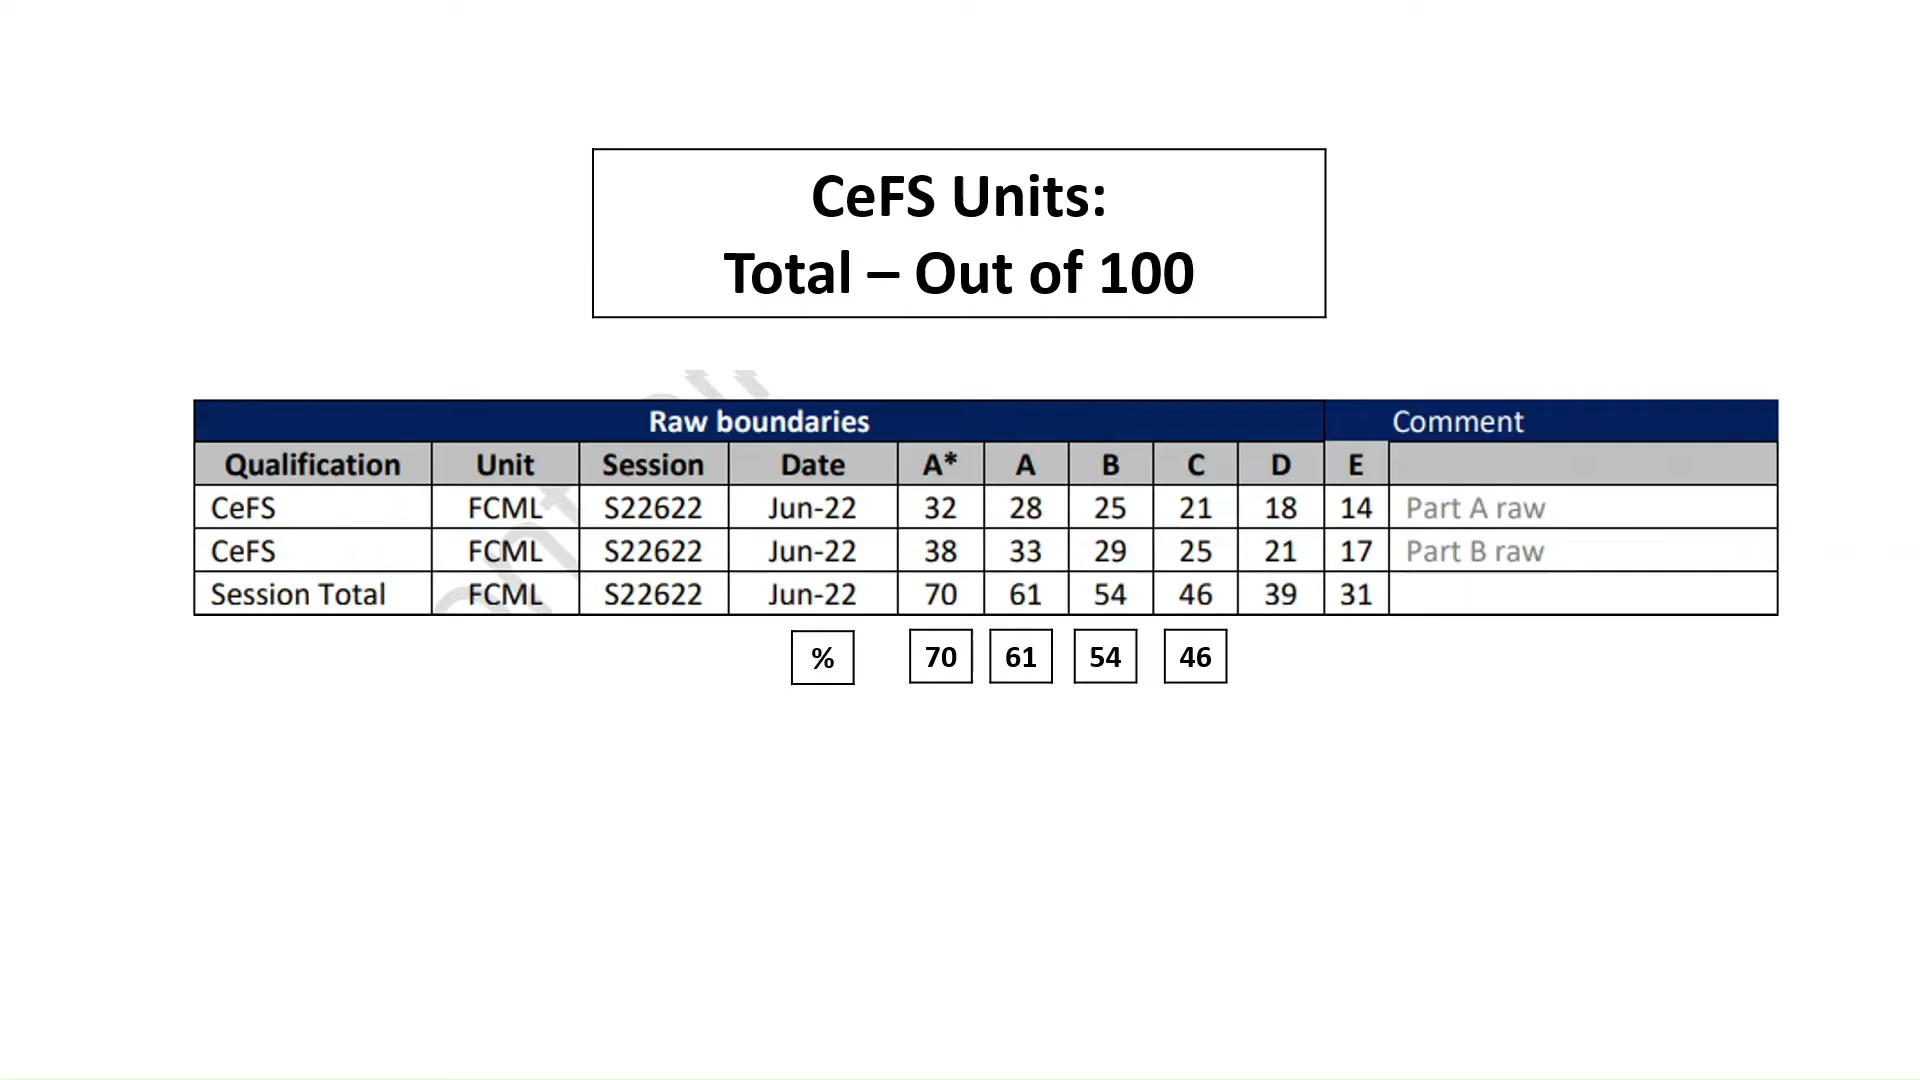 CeFS Units:
Total – Out of 100
Raw boundaries Comment
Qualification Unit Session Date A* A B C D E
CeFS FCML S22622 Jun-22 32 28 25 21 18 14 Part A raw
CeFS FCML S22622 Jun-22 38 33 29 25 21 17 Part B raw
Session Total FCML S22622 Jun-22 70 61 54 46 39 31
% 70 61 54 46